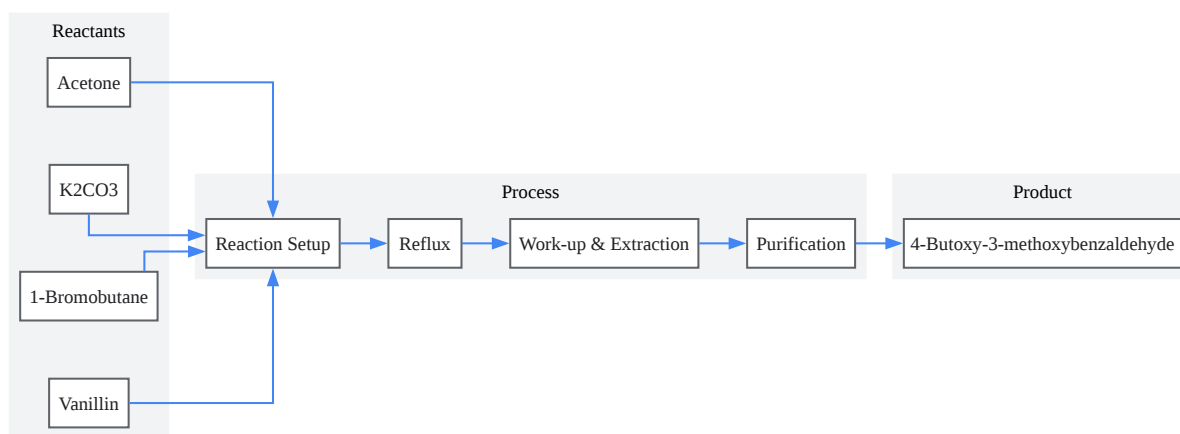 Reactants
Acetone
K2CO3
1-Bromobutane
Vanillin
Process
Reaction Setup
Reflux
Work-up & Extraction
Purification
Product
4-Butoxy-3-methoxybenzaldehyde